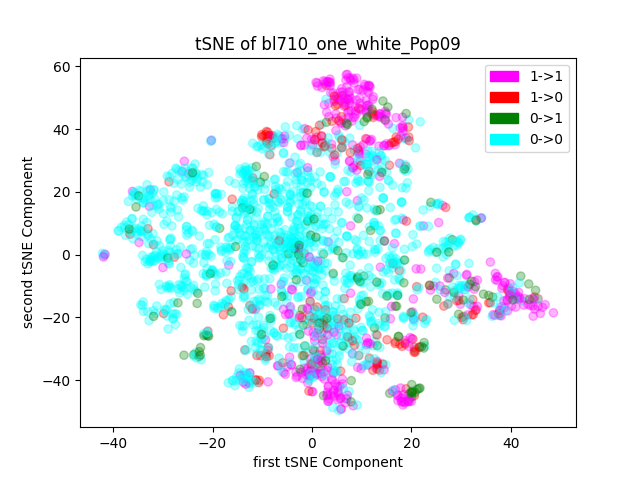 tSNE of bl710_one_white_Pop09
1->1
1->0
0->1
0->0
60
40
20
0
−20
−40
second tSNE Component
−40 −20 0 20 40
first tSNE Component